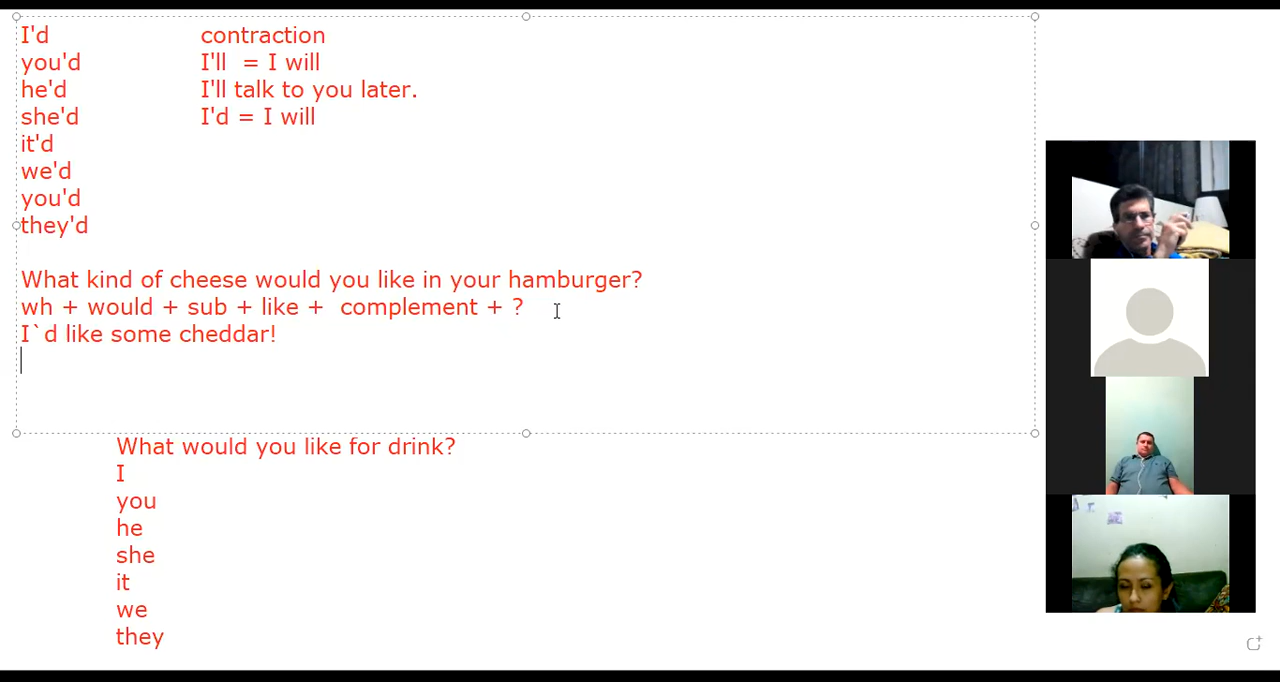 I'd
you'd
he'd
she'd
it'd
we'd
you'd
they'd
contraction
I'll = I will
I'll talk to you later.
I'd = I will
What kind of cheese would you like in your hamburger?
wh + would + sub + like + complement + ?
I`d like some cheddar!
What would you like for drink?
I
you
he
she
it
we
they